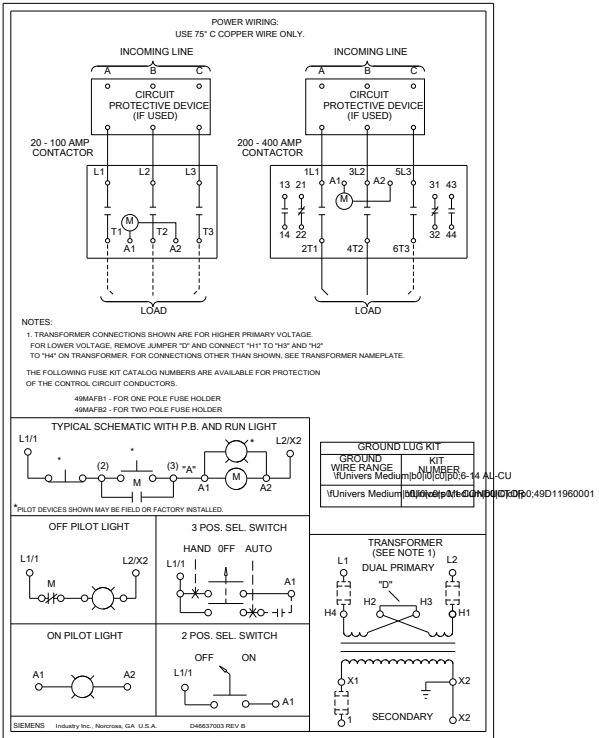 POWER WIRING:
USE 75° C COPPER WIRE ONLY.
INCOMING LINE
A B C
CIRCUIT
PROTECTIVE DEVICE
(IF USED)
20 - 100 AMP
CONTACTOR
L1 L2 L3
M
T1 T2 T3
A1 A2
LOAD
INCOMING LINE
A B C
CIRCUIT
PROTECTIVE DEVICE
(IF USED)
200 - 400 AMP
CONTACTOR
1L1 3L2 5L3
13 21 A1 A2 31 43
M
14 22 32 44
2T1 4T2 6T3
LOAD
NOTES:
1. TRANSFORMER CONNECTIONS SHOWN ARE FOR HIGHER PRIMARY VOLTAGE.
FOR LOWER VOLTAGE, REMOVE JUMPER "D" AND CONNECT "H1" TO "H3" AND "H2"
TO "H4" ON TRANSFORMER. FOR CONNECTIONS OTHER THAN SHOWN, SEE TRANSFORMER NAMEPLATE.
THE FOLLOWING FUSE KIT CATALOG NUMBERS ARE AVAILABLE FOR PROTECTION
OF THE CONTROL CIRCUIT CONDUCTORS.
49MAFB1 - FOR ONE POLE FUSE HOLDER
49MAFB2 - FOR TWO POLE FUSE HOLDER
TYPICAL SCHEMATIC WITH P.B. AND RUN LIGHT
L1/1 * (2) * (3) "A" * L2/X2
M
A1 M A2
*PILOT DEVICES SHOWN MAY BE FIELD OR FACTORY INSTALLED.
GROUND LUG KIT
GROUND
WIRE RANGE
KIT
NUMBER
\fUnivers Medium|b0|i0|c0|p0;6-14 AL-CU
\fUnivers Medium
49D11960001
OFF PILOT LIGHT
L1/1 L2/X2
M
3 POS. SEL. SWITCH
HAND 0FF AUTO
L1/1
A1
ON PILOT LIGHT
A1 A2
2 POS. SEL. SWITCH
OFF ON
L1/1
A1
TRANSFORMER
(SEE NOTE 1)
L1 DUAL PRIMARY L2
"D"
H4 H2 H3 H1
X1 X2
1 SECONDARY X2
SIEMENS Industry Inc., Norcross, GA U.S.A. D46637003 REV B